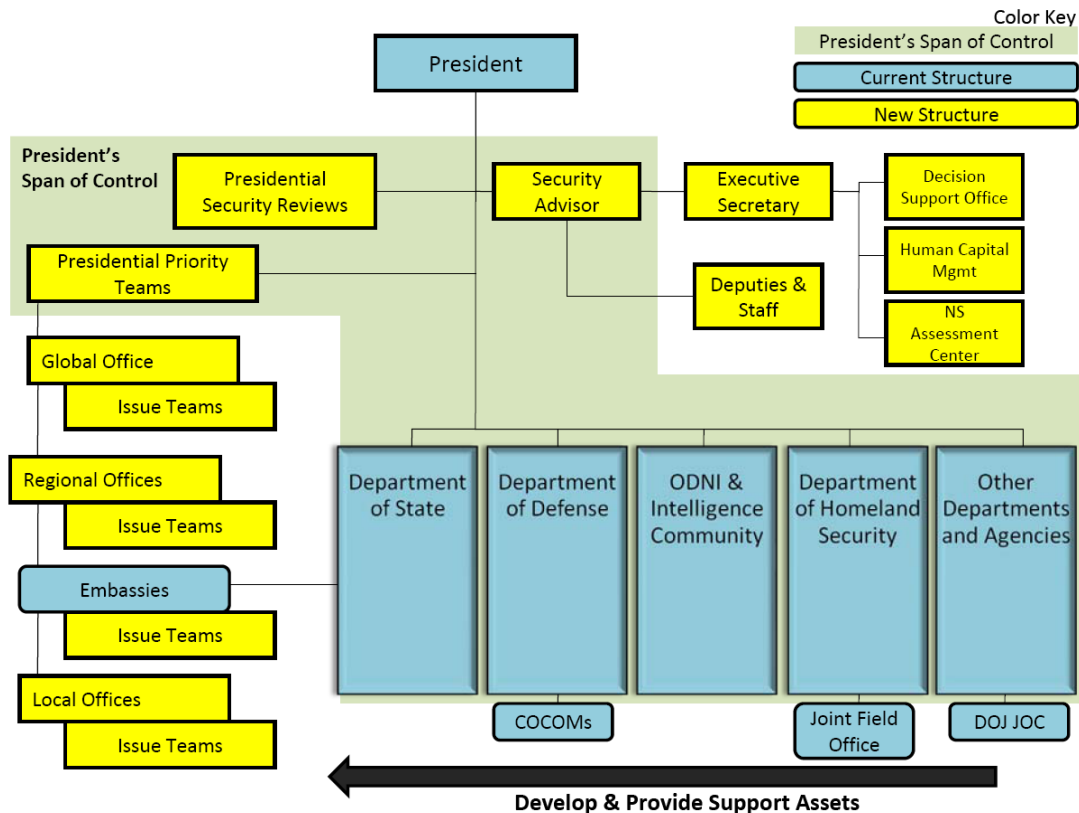 Color Key
President's Span of Control
Current Structure
New Structure
President
President's
Span of Control
Presidential
Security Reviews
Security
Advisor
Executive
Secretary
Decision
Support Office
Human Capital
Mgmt
NS
Assessment
Center
Presidential Priority
Teams
Deputies &
Staff
Global Office
Issue Teams
Regional Offices
Issue Teams
Embassies
Issue Teams
Local Offices
Issue Teams
Department
of State
Department
of Defense
ODNI &
Intelligence
Community
Department
of Homeland
Security
Other
Departments
and Agencies
COCOMs
Joint Field
Office
DOJ JOC
Develop & Provide Support Assets